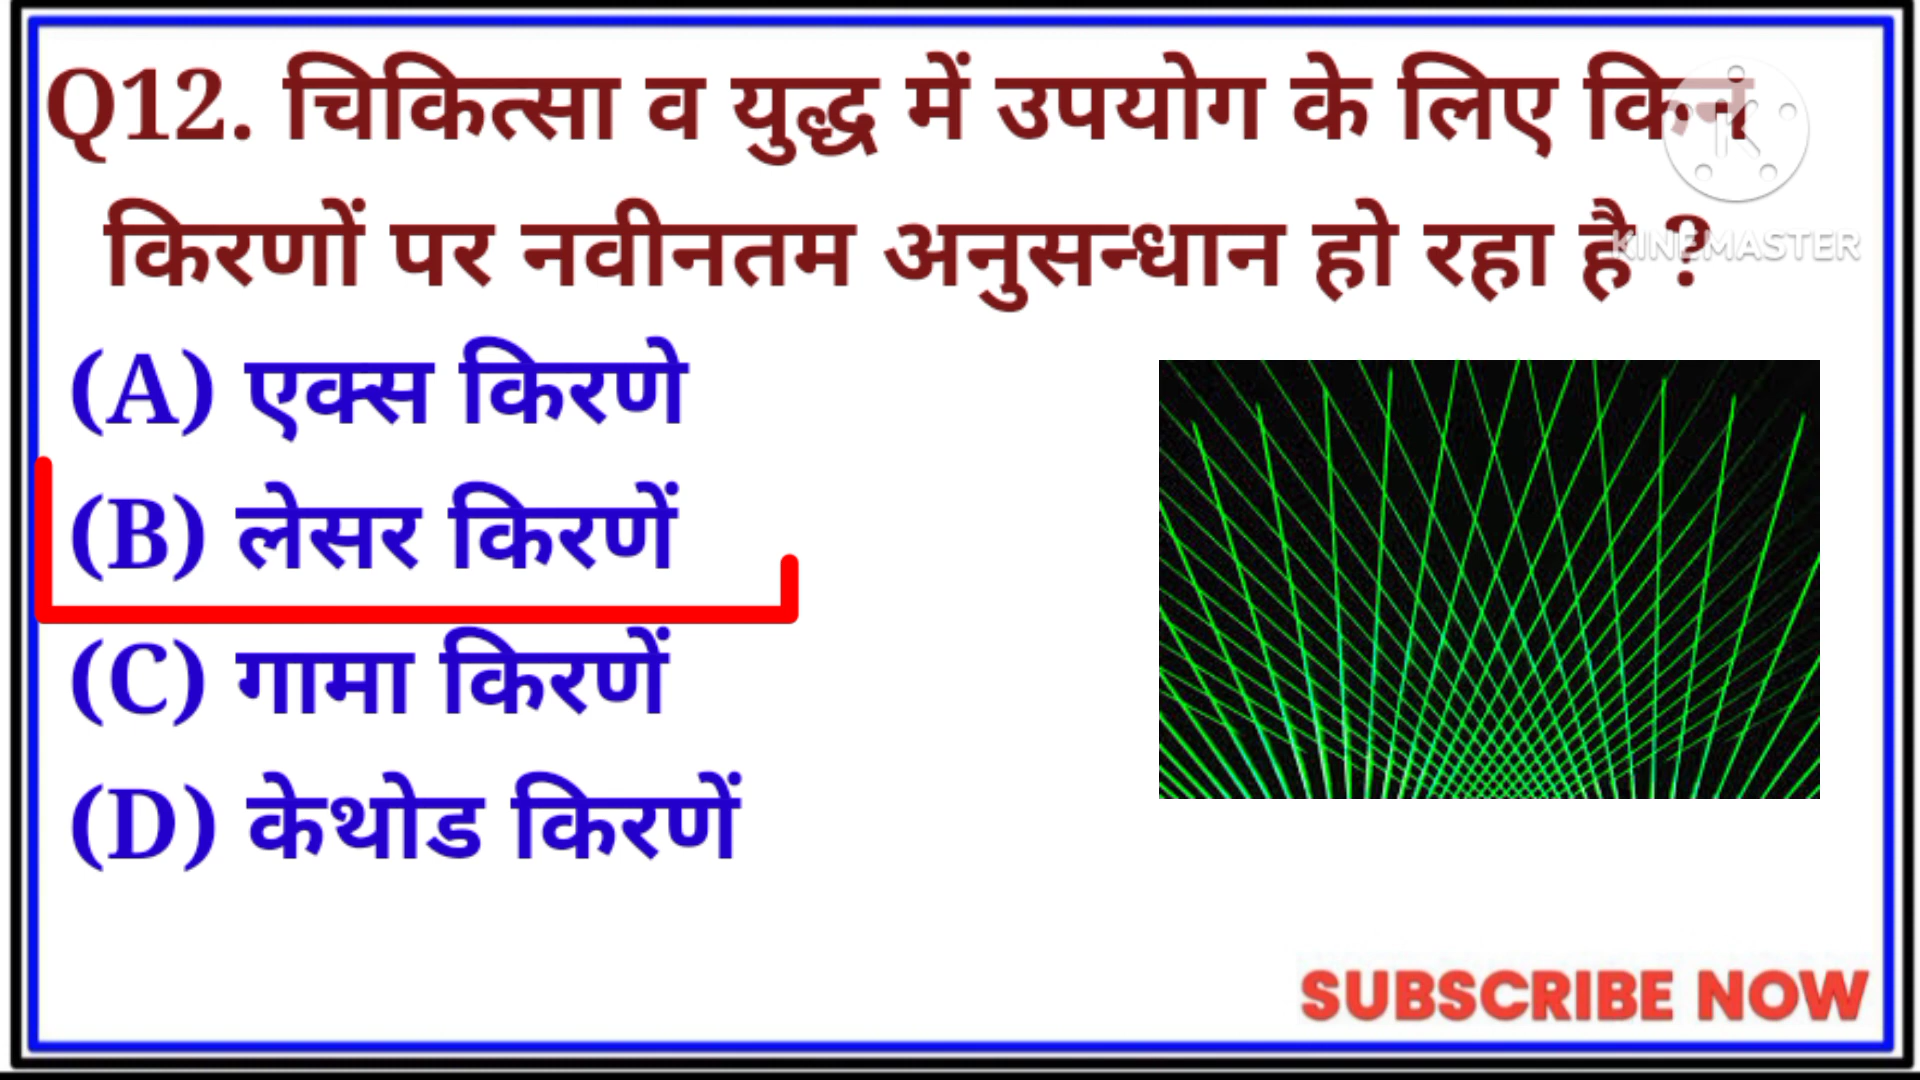 Q12. चिकित्सा व युद्ध में उपयोग के लिए किन
किरणों पर नवीनतम अनुसन्धान हो रहा है ?
KINEMASTER
(A) एक्स किरणे
(B) लेसर किरणें
(C) गामा किरणें
(D) केथोड किरणें
SUBSCRIBE NOW